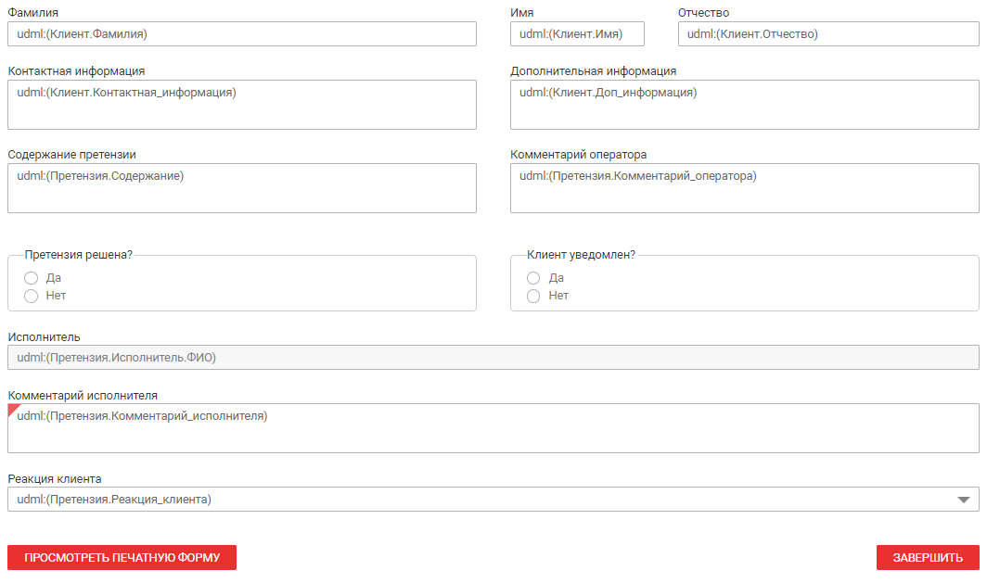 Фамилия
Имя
Отчество
udml:(Клиент.Фамилия)
udml:(Клиент.Имя)
udml:(Клиент.Отчество)
Контактная информация
Дополнительная информация
udml:(Клиент.Контактная_информация)
udml:(Клиент.Доп_информация)
Содержание претензии
Комментарий оператора
udml:(Претензия.Содержание)
udml:(Претензия.Комментарий_оператора)
Претензия решена?
Клиент уведомлен?
Да
Да
Нет
Нет
Исполнитель
udml:(Претензия.Исполнитель.ФИО)
Комментарий исполнителя
udml:(Претензия.Комментарий_исполнителя)
Реакция клиента
udml:(Претензия.Реакция_клиента)
ПРОСМОТРЕТЬ ПЕЧАТНУЮ ФОРМУ
ЗАВЕРШИТЬ